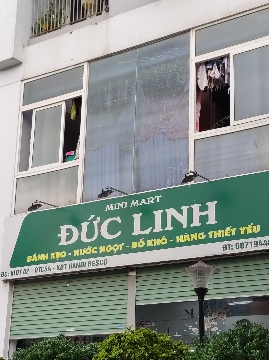 MINI MART
ĐỨC LINH
BÁNH KẸO - NƯỚC NGỌT - ĐỒ KHÔ - HÀNG THIẾT YẾU